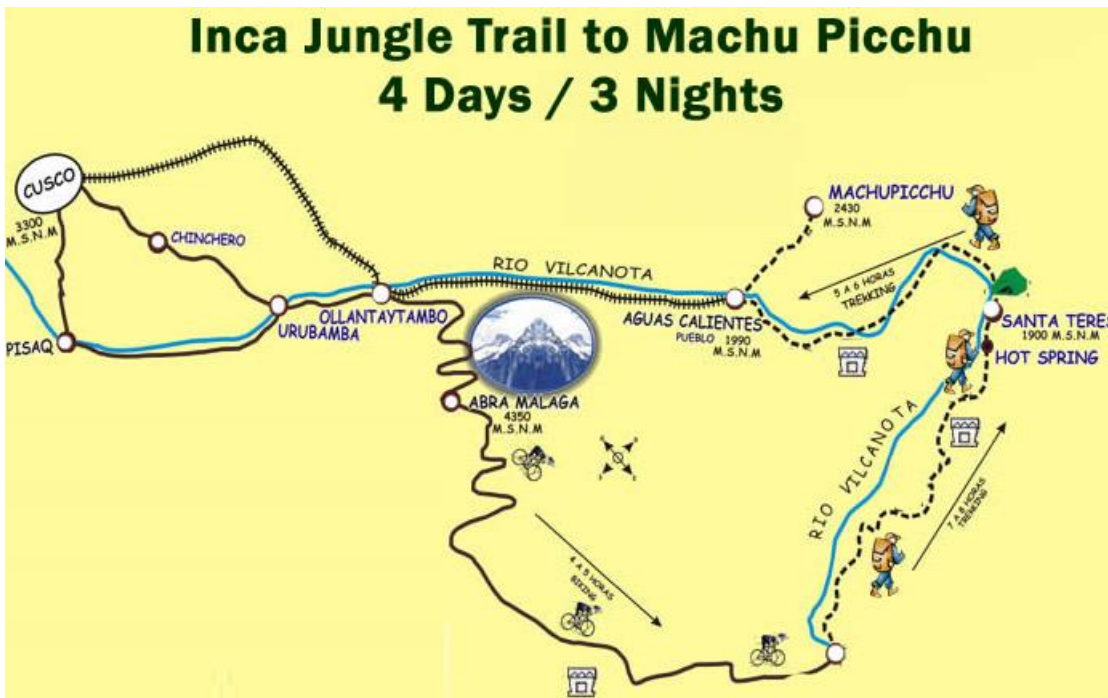 Inca Jungle Trail to Machu Picchu
4 Days / 3 Nights
CUSCO
3300
M.S.N.M
CHINCHERO
PISAQ
URUBAMBA
OLLANTAYTAMBO
RIO VILCANOTA
AGUAS CALIENTES
PUEBLO 1990
M.S.N.M
MACHUPICCHU
2430
M.S.N.M
5 A 6 HORAS
TREKKING
SANTA TERES
1900 M.S.N.M
HOT SPRING
ABRA MALAGA
4350
M.S.N.M
RIO VILCANOTA
7 A 8 HORAS
TREKKING
4 A 5 HORAS
BIKING